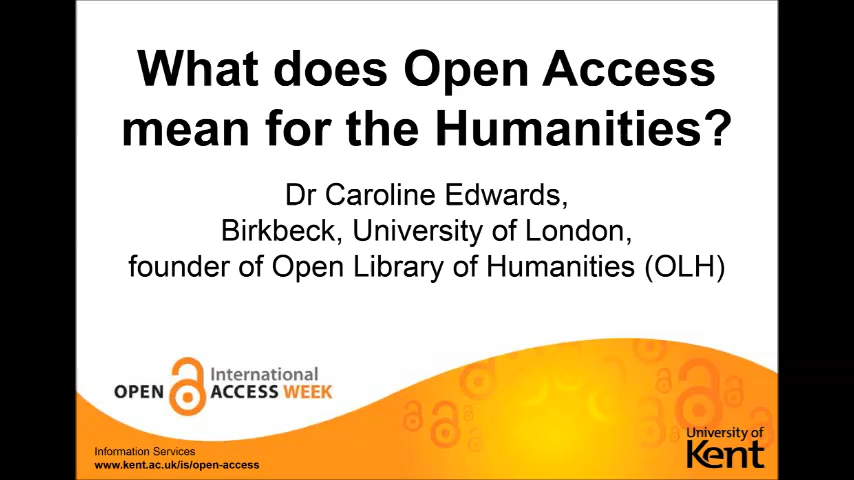 What does Open Access
mean for the Humanities?
Dr Caroline Edwards,
Birkbeck, University of London,
founder of Open Library of Humanities (OLH)
International
OPEN ACCESS WEEK
Information Services
www.kent.ac.uk/is/open-access
University of
Kent